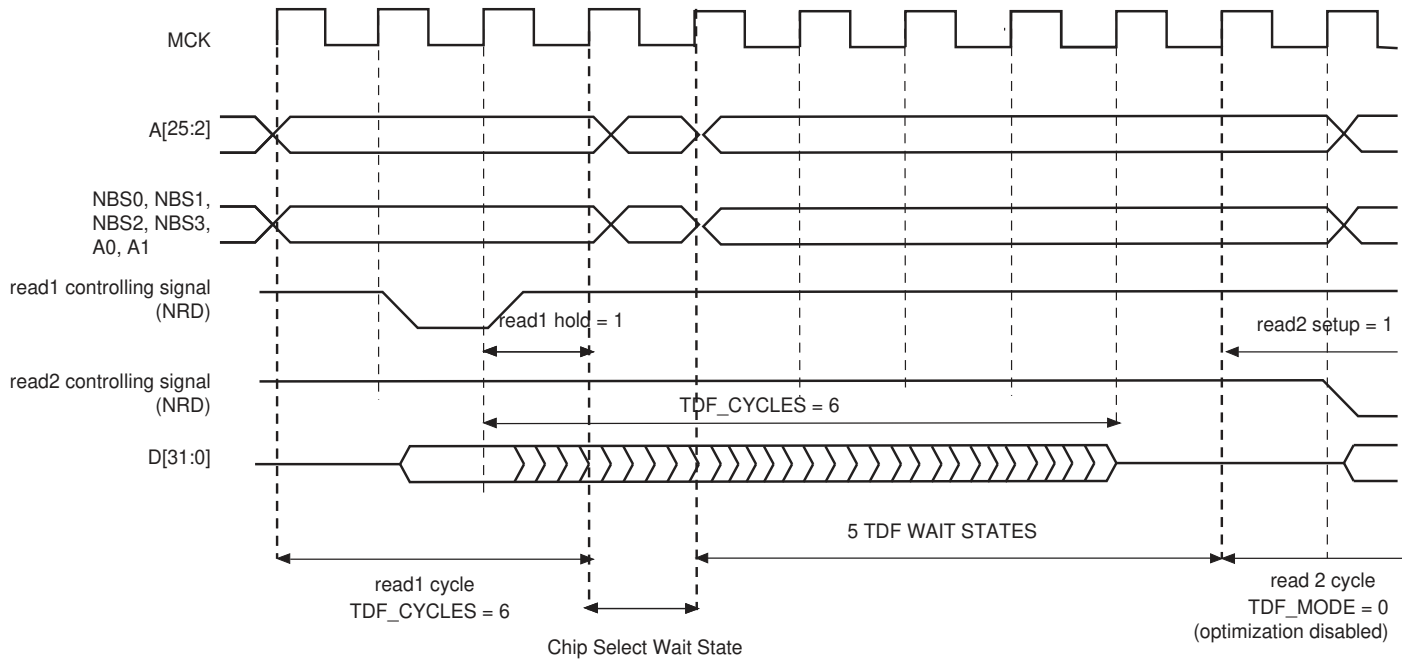 MCK
A[25:2]
NBS0, NBS1,
NBS2, NBS3,
A0, A1
read1 controlling signal
(NRD)
read1 hold = 1
read2 setup = 1
read2 controlling signal
(NRD)
TDF_CYCLES = 6
D[31:0]
5 TDF WAIT STATES
read1 cycle
TDF_CYCLES = 6
Chip Select Wait State
read 2 cycle
TDF_MODE = 0
(optimization disabled)